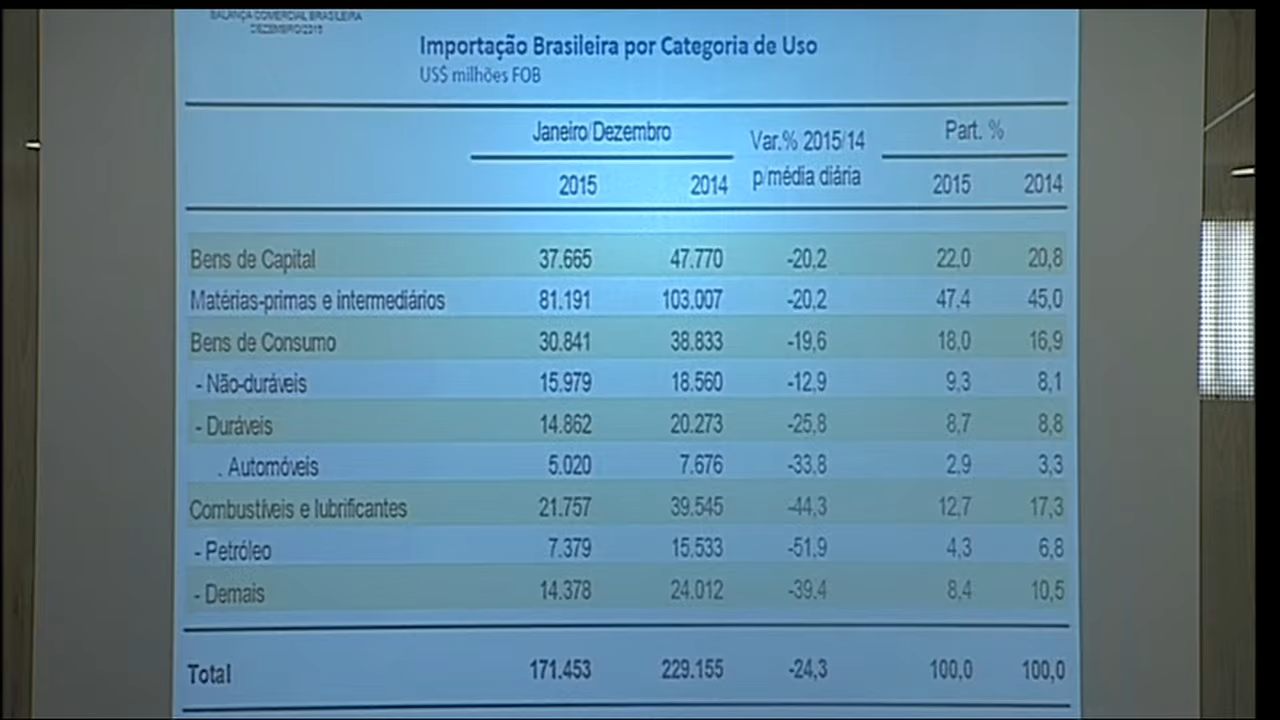 BALANÇA COMERCIAL BRASILEIRA
DEZEMBRO/2015
Importação Brasileira por Categoria de Uso
US$ milhões FOB
Janeiro/Dezembro Var.% 2015/14 Part. %
2015 2014 p/média diária 2015 2014
Bens de Capital 37.665 47.770 -20,2 22,0 20,8
Matérias-primas e intermediários 81.191 103.007 -20,2 47,4 45,0
Bens de Consumo 30.841 38.833 -19,6 18,0 16,9
- Não-duráveis 15.979 18.560 -12,9 9,3 8,1
- Duráveis 14.862 20.273 -25,8 8,7 8,8
. Automóveis 5.020 7.676 -33,8 2,9 3,3
Combustíveis e lubrificantes 21.757 39.545 -44,3 12,7 17,3
- Petróleo 7.379 15.533 -51,9 4,3 6,8
- Demais 14.378 24.012 -39,4 8,4 10,5
Total 171.453 229.155 -24,3 100,0 100,0